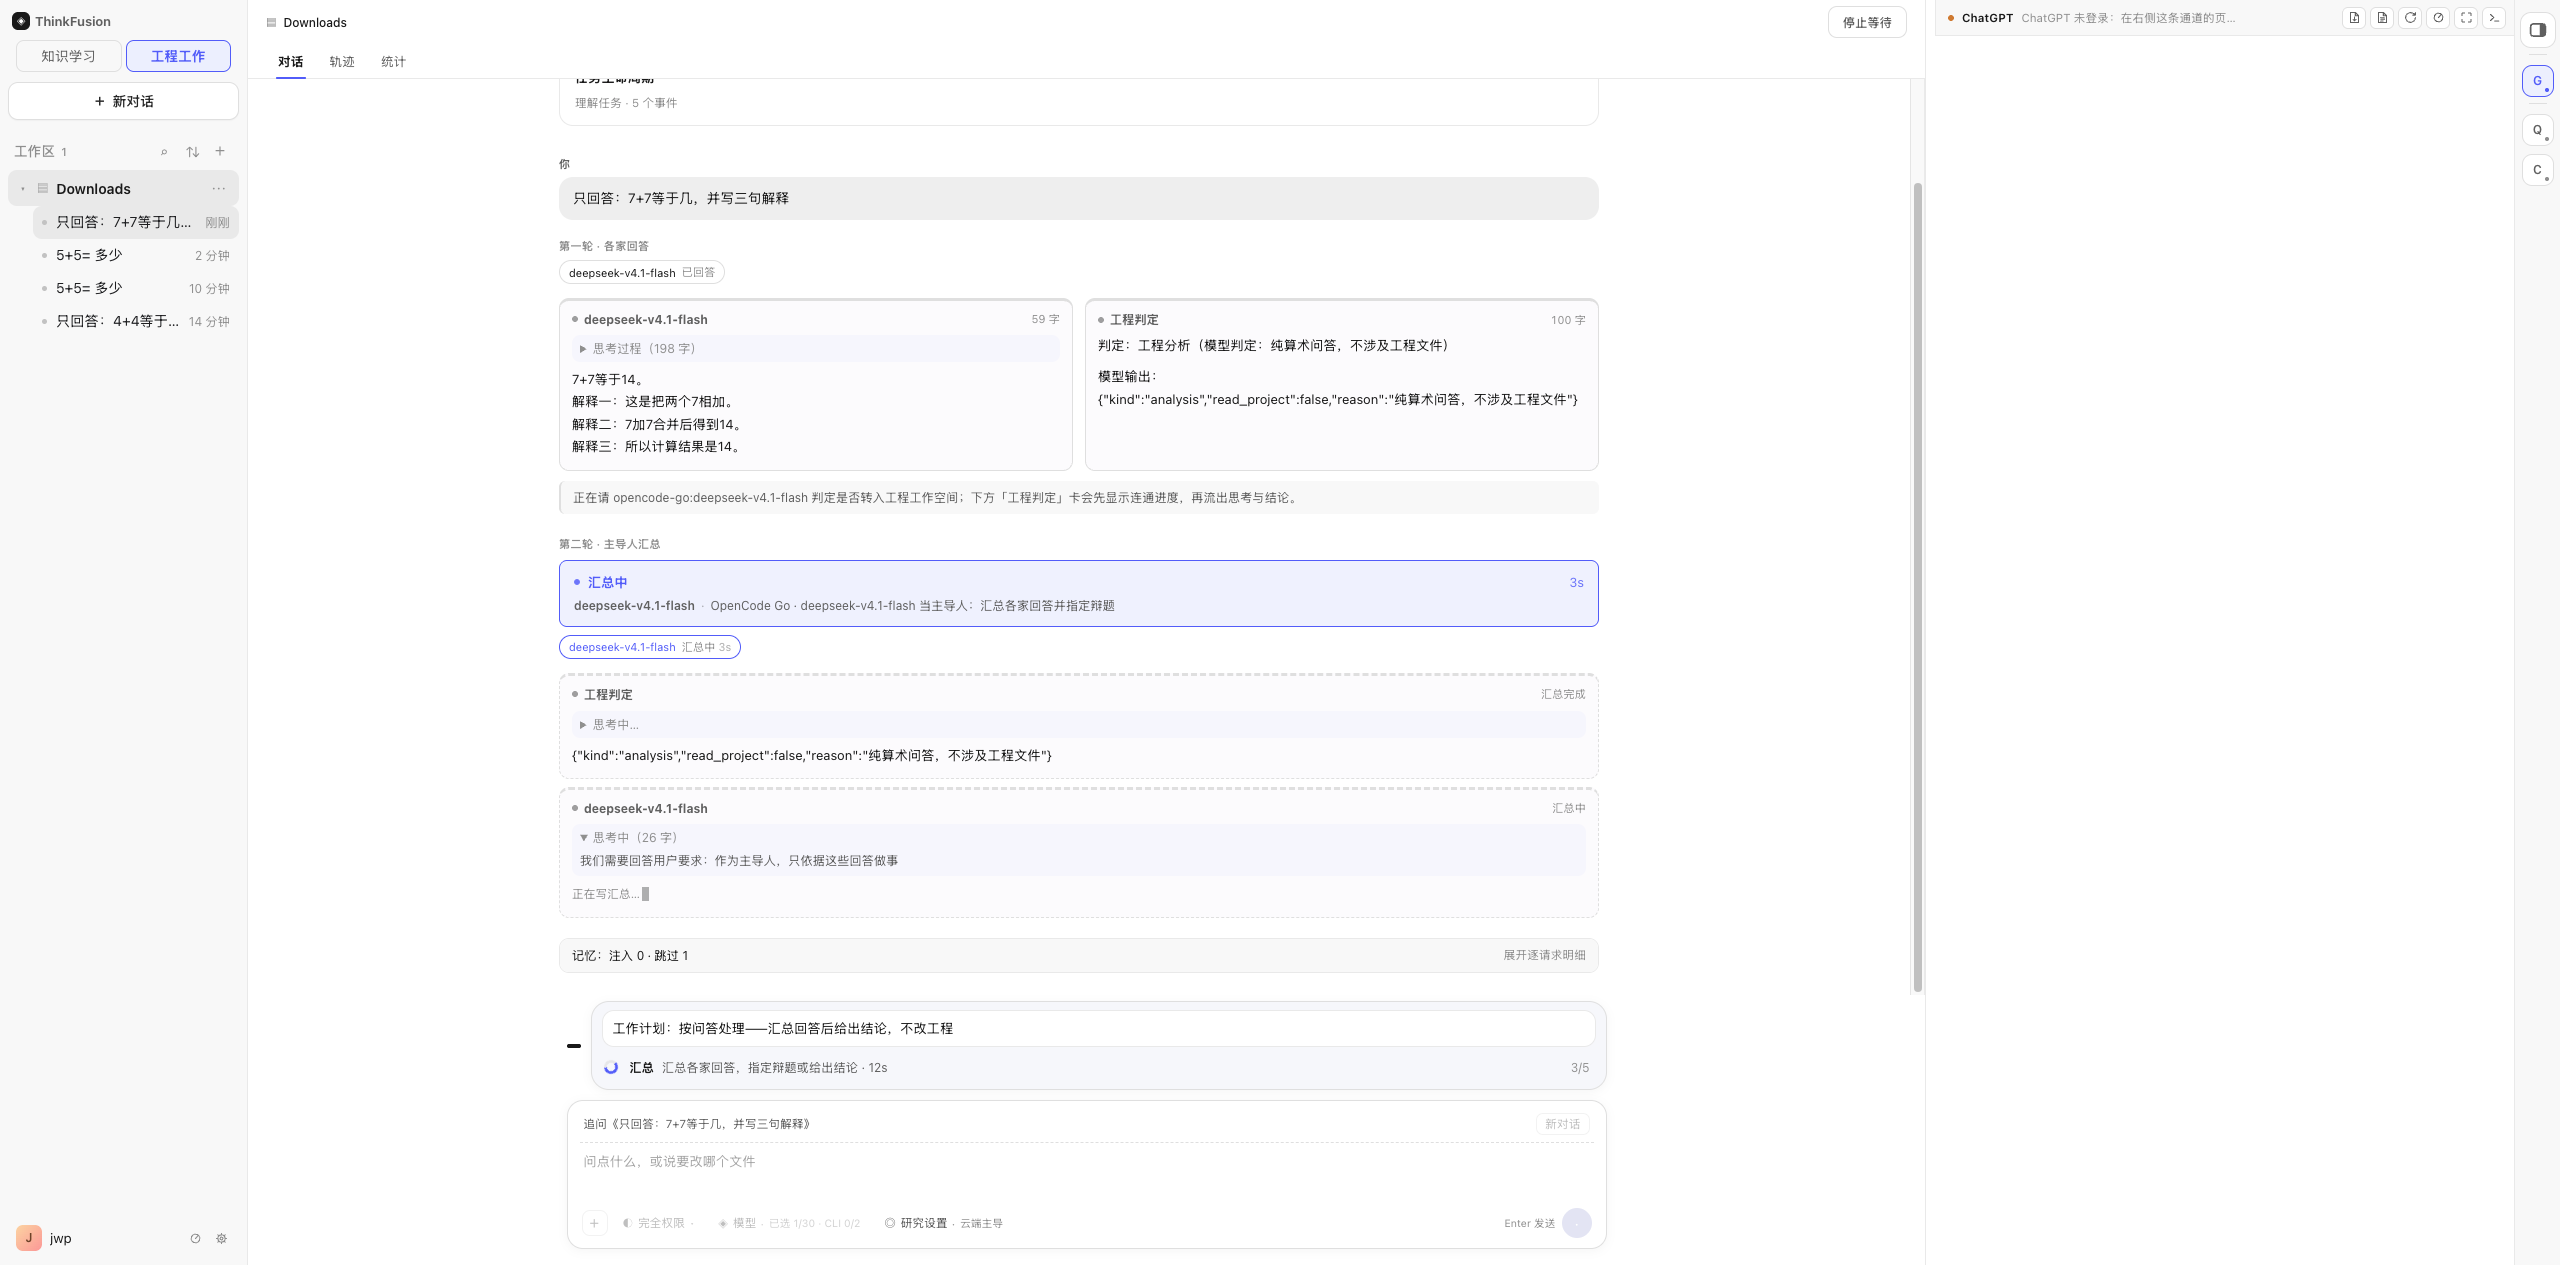 ThinkFusion
知识学习
工程工作
+ 新对话
工作区 1
Downloads
只回答：7+7等于几... 刚刚
5+5= 多少 2 分钟
5+5= 多少 10 分钟
只回答：4+4等于... 14 分钟
J jwp
Downloads
停止等待
对话 轨迹 统计
理解任务 · 5 个事件
你
只回答：7+7等于几，并写三句解释
第一轮 · 各家回答
deepseek-v4.1-flash 已回答
deepseek-v4.1-flash 59 字
思考过程（198 字）
7+7等于14。
解释一：这是把两个7相加。
解释二：7加7合并后得到14。
解释三：所以计算结果是14。
工程判定 100 字
判定：工程分析（模型判定：纯算术问答，不涉及工程文件）
模型输出：
{"kind":"analysis","read_project":false,"reason":"纯算术问答，不涉及工程文件"}
正在请 opencode-go:deepseek-v4.1-flash 判定是否转入工程工作空间；下方「工程判定」卡会先显示连通进度，再流出思考与结论。
第二轮 · 主导人汇总
汇总中 3s
deepseek-v4.1-flash · OpenCode Go · deepseek-v4.1-flash 当主导人：汇总各家回答并指定辩题
deepseek-v4.1-flash 汇总中 3s
工程判定 汇总完成
思考中...
{"kind":"analysis","read_project":false,"reason":"纯算术问答，不涉及工程文件"}
deepseek-v4.1-flash 汇总中
思考中（26 字）
我们需要回答用户要求：作为主导人，只依据这些回答做事
正在写汇总...
记忆：注入 0 · 跳过 1 展开逐请求明细
工作计划：按问答处理——汇总回答后给出结论，不改工程
汇总 汇总各家回答，指定辩题或给出结论 · 12s 3/5
追问《只回答：7+7等于几，并写三句解释》 新对话
问点什么，或说要改哪个文件
+ 完全权限 · 模型 · 已选 1/30 · CLI 0/2 研究设置 · 云端主导 Enter 发送
ChatGPT ChatGPT 未登录：在右侧这条通道的页...
G
Q
C